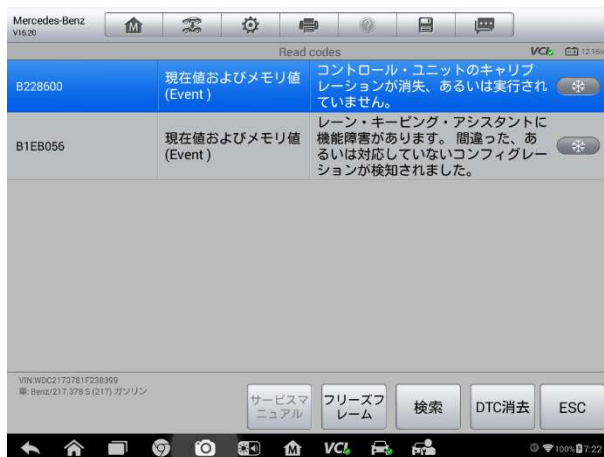 Mercedes-Benz
V16.20
Read codes
VCI
12.16V
B228600
現在値およびメモリ値
(Event )
コントロール・ユニットのキャリブ
レーションが消失、あるいは実行され
ていません。
B1EB056
現在値およびメモリ値
(Event )
レーン・キーピング・アシスタントに
機能障害があります。 間違った、あ
るいは対応していないコンフィグレー
ションが検知されました。
VIN:WDC2173781F238399
車: Benz/217.378 S (217) ガソリン
サービスマ
ニュアル
フリーズフ
レーム
検索
DTC消去
ESC
VCI
100%
7:22